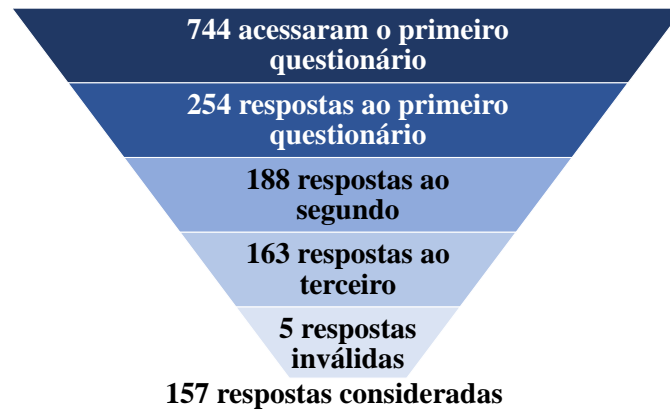 744 acessaram o primeiro
questionário
254 respostas ao primeiro
questionário
188 respostas ao
segundo
163 respostas ao
terceiro
5 respostas
inválidas
157 respostas consideradas